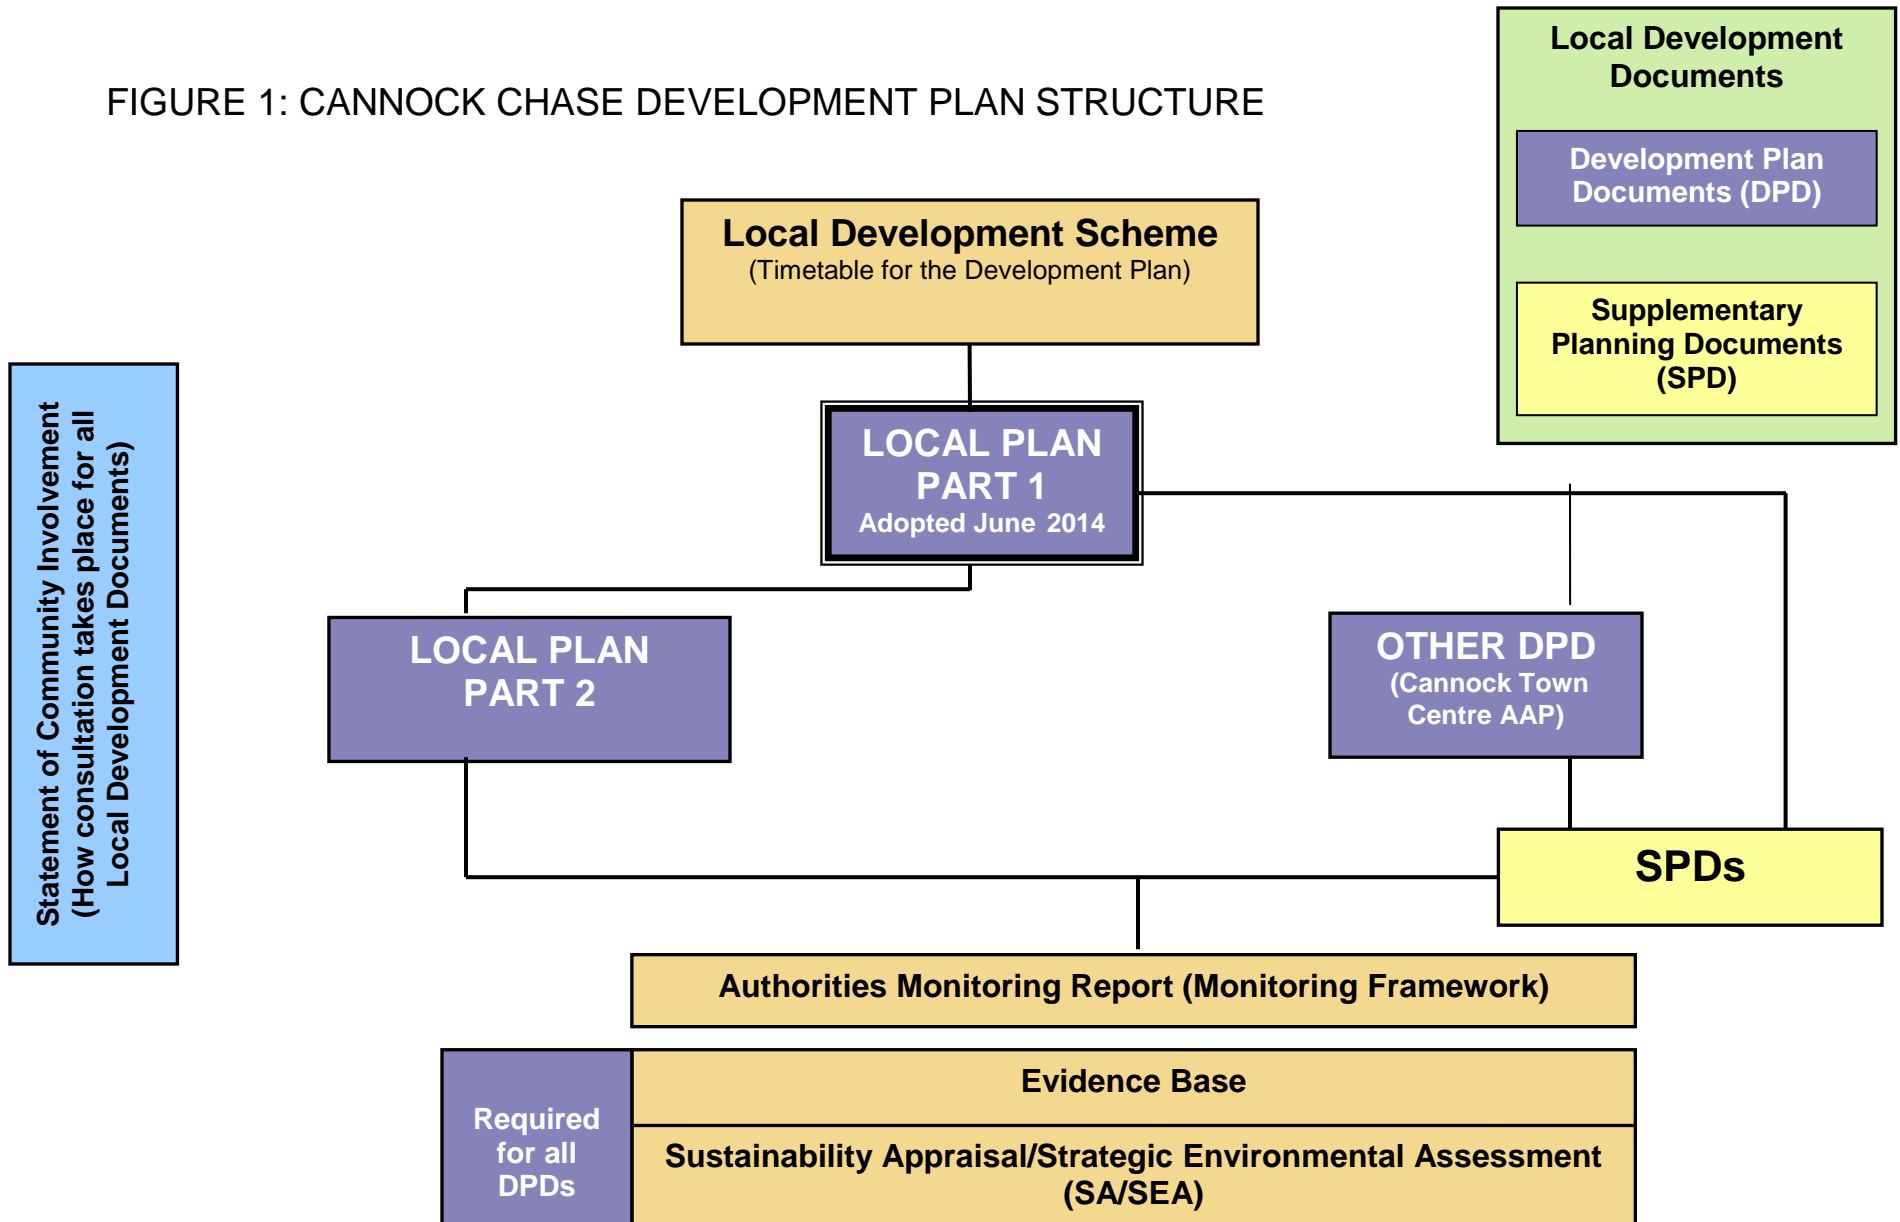 FIGURE 1: CANNOCK CHASE DEVELOPMENT PLAN STRUCTURE
Local Development
Documents
Development Plan
Documents (DPD)
Supplementary
Planning Documents
(SPD)
Local Development Scheme
(Timetable for the Development Plan)
Statement of Community Involvement
(How consultation takes place for all
Local Development Documents)
LOCAL PLAN
PART 1
Adopted June 2014
LOCAL PLAN
PART 2
OTHER DPD
(Cannock Town
Centre AAP)
SPDs
Authorities Monitoring Report (Monitoring Framework)
Required
for all
DPDs
Evidence Base
Sustainability Appraisal/Strategic Environmental Assessment
(SA/SEA)